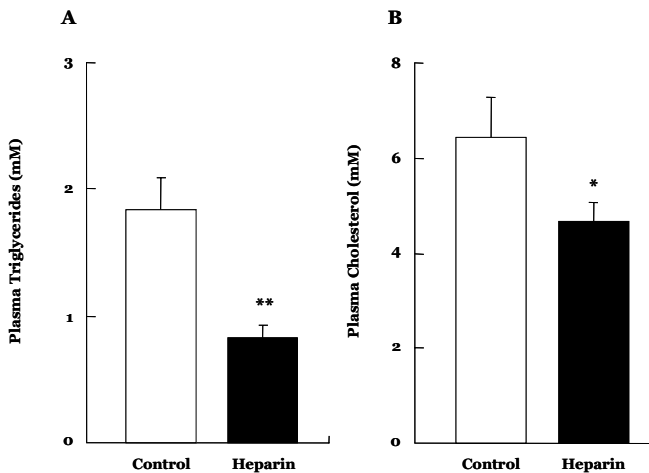 A
Plasma Triglycerides (mM)
3
2
1
0
**
Control Heparin
B
Plasma Cholesterol (mM)
8
6
4
2
0
*
Control Heparin